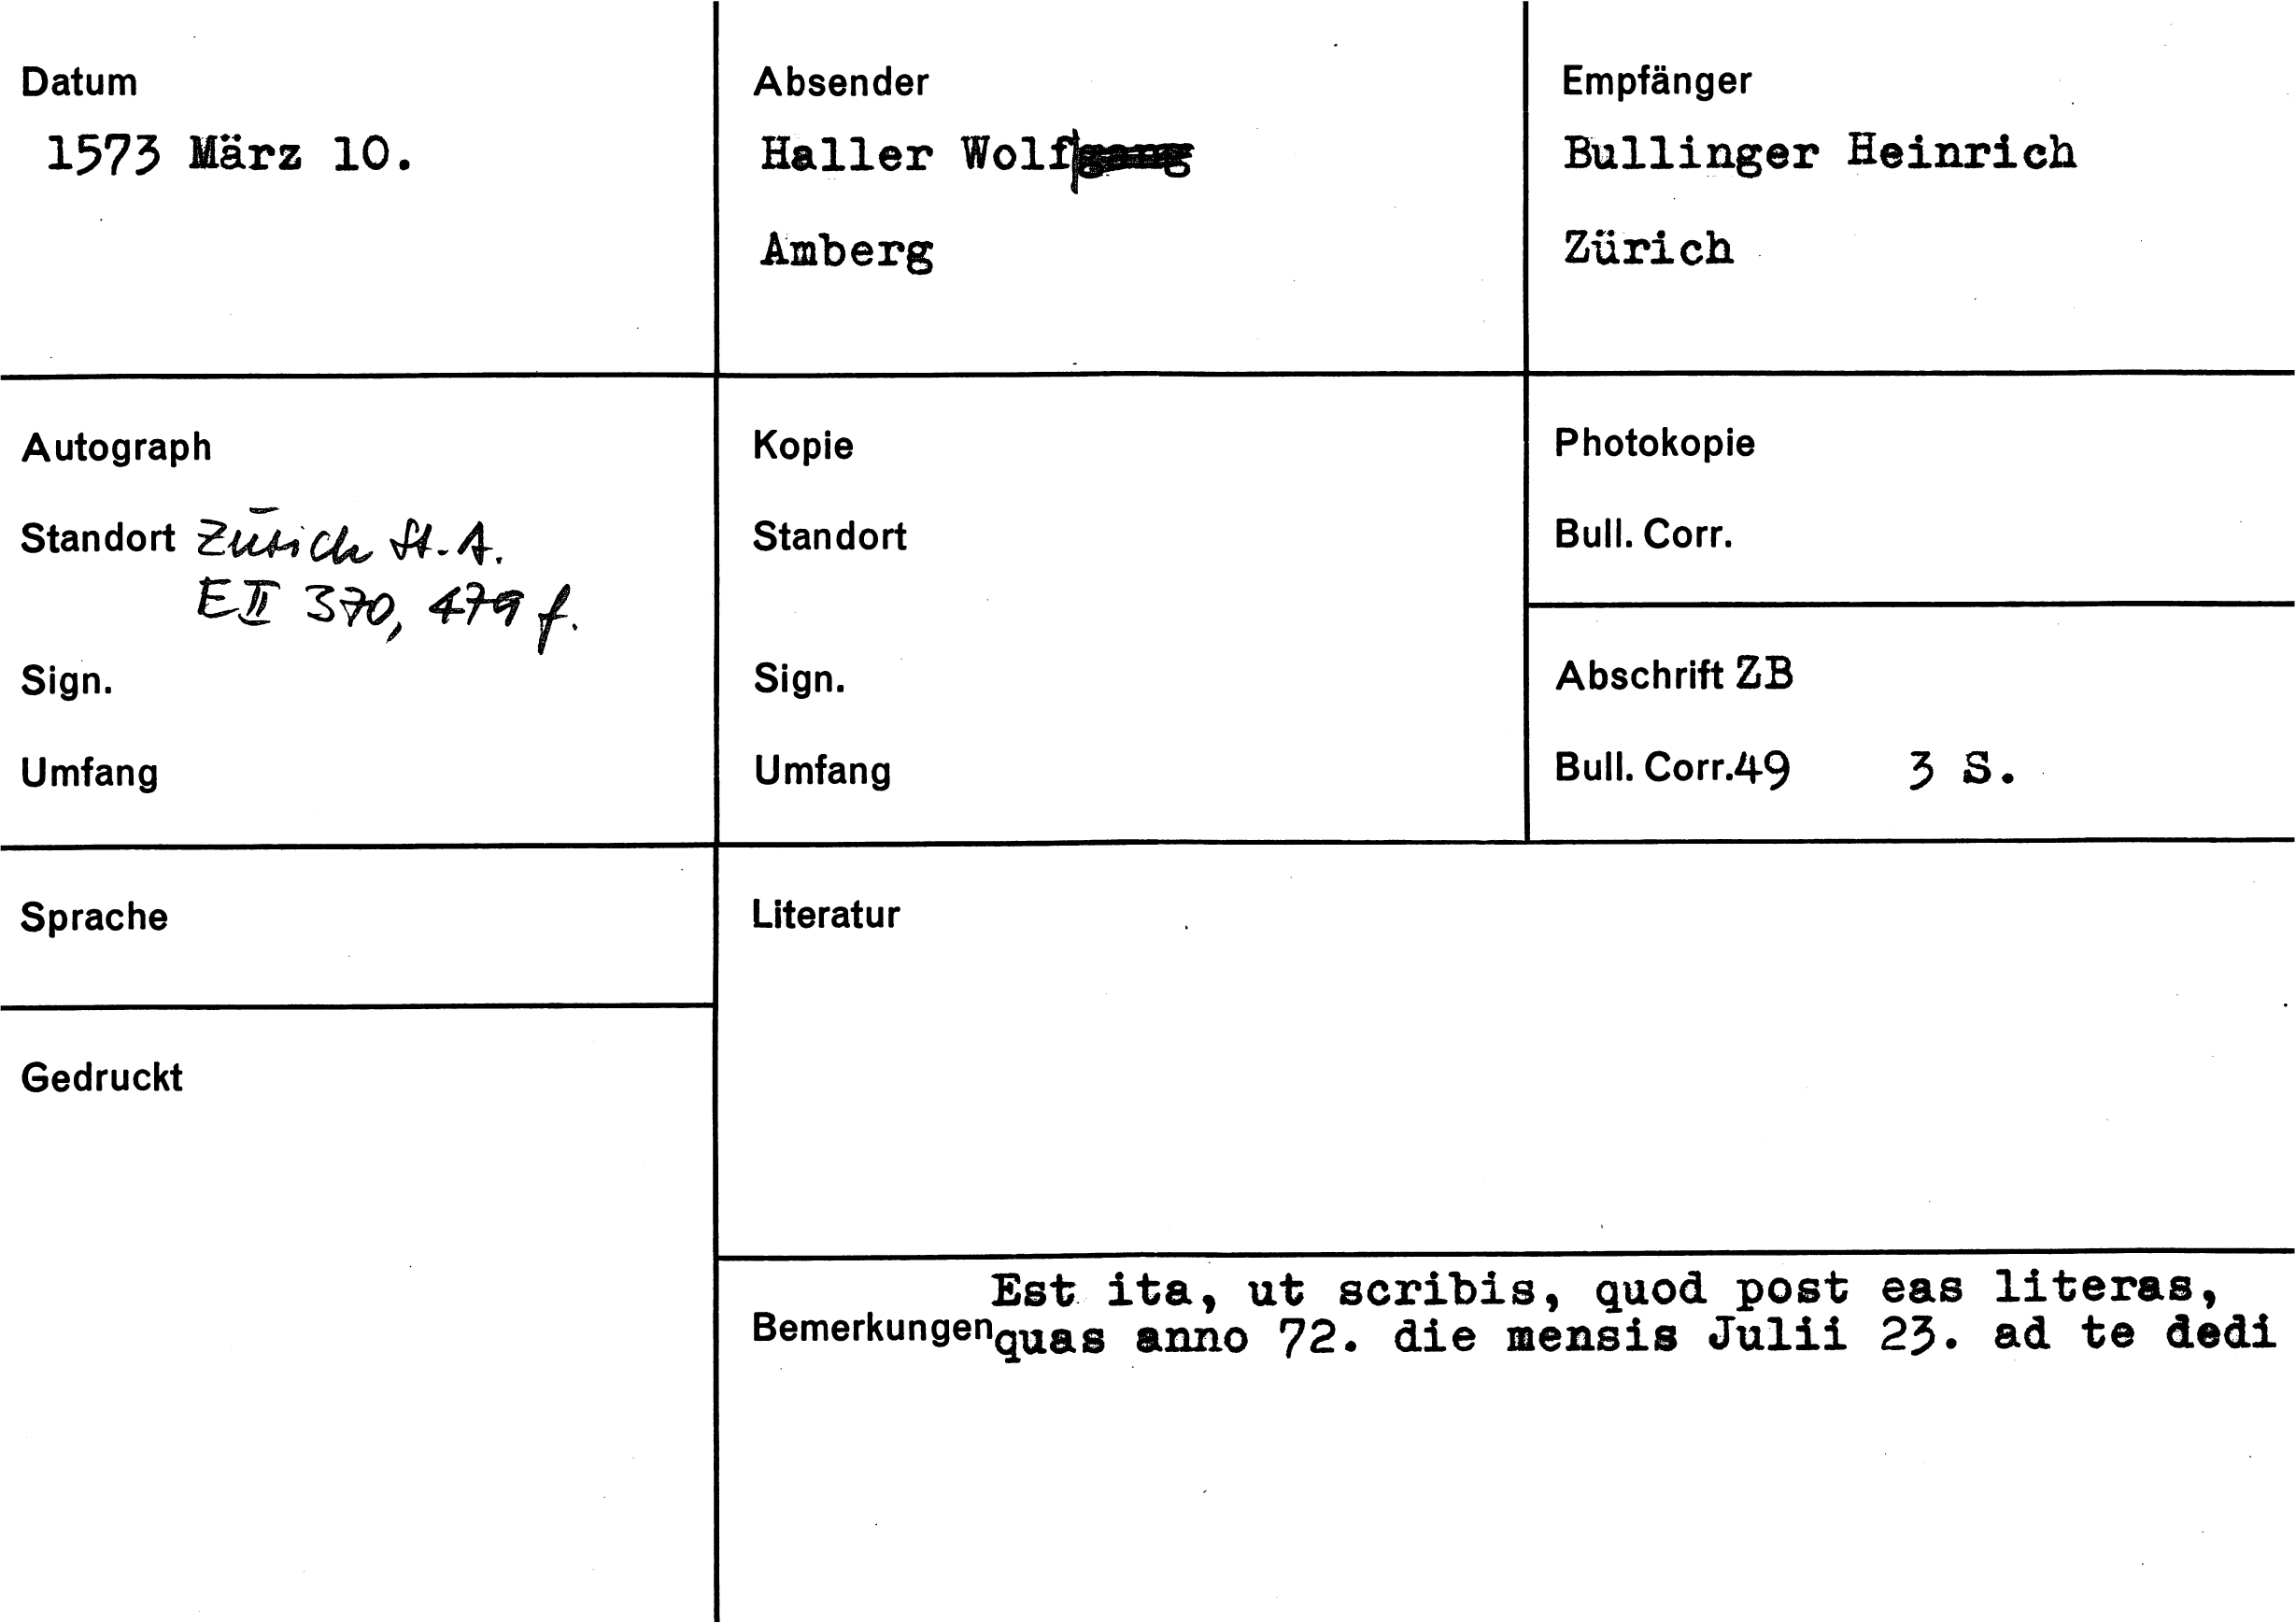 Datum
1573 März 10.
Absender
Haller Wolf
Amberg
Empfänger
Bullinger Heinrich
Zürich
Autograph
Standort Zürich St. A.
E II 370, 479 f.
Sign.
Umfang
Kopie
Standort
Sign.
Umfang
Photokopie
Bull. Corr.
Abschrift ZB
Bull. Corr.49 3 S.
Sprache
Literatur
Gedruckt
Bemerkungen
Est ita, ut scribis, quod post eas literas,
quas anno 72. die mensis Julii 23. ad te dedi